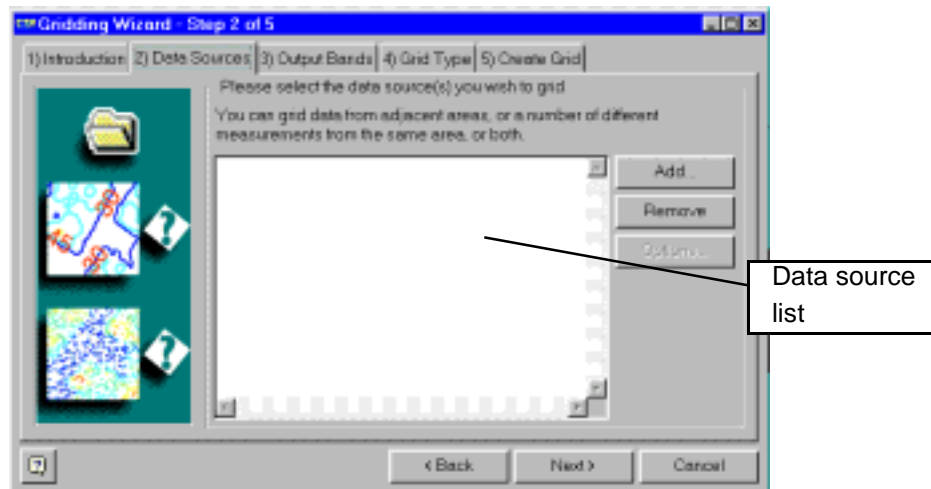 Gridding Wizard - Step 2 of 5
1) Introduction 2) Data Sources 3) Output Bands 4) Grid Type 5) Create Grid
Please select the data source(s) you wish to grid
You can grid data from adjacent areas, or a number of different
measurements from the same area, or both.
Add...
Remove
Options...
Data source
list
< Back Next > Cancel